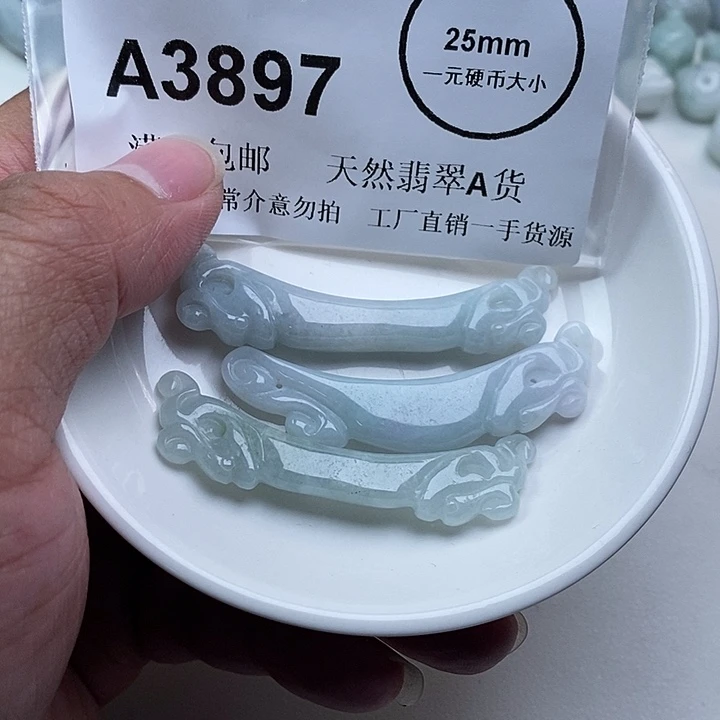 A3897
25mm
一元硬币大小
满 包邮 天然翡翠A货
常介意勿拍 工厂直销一手货源